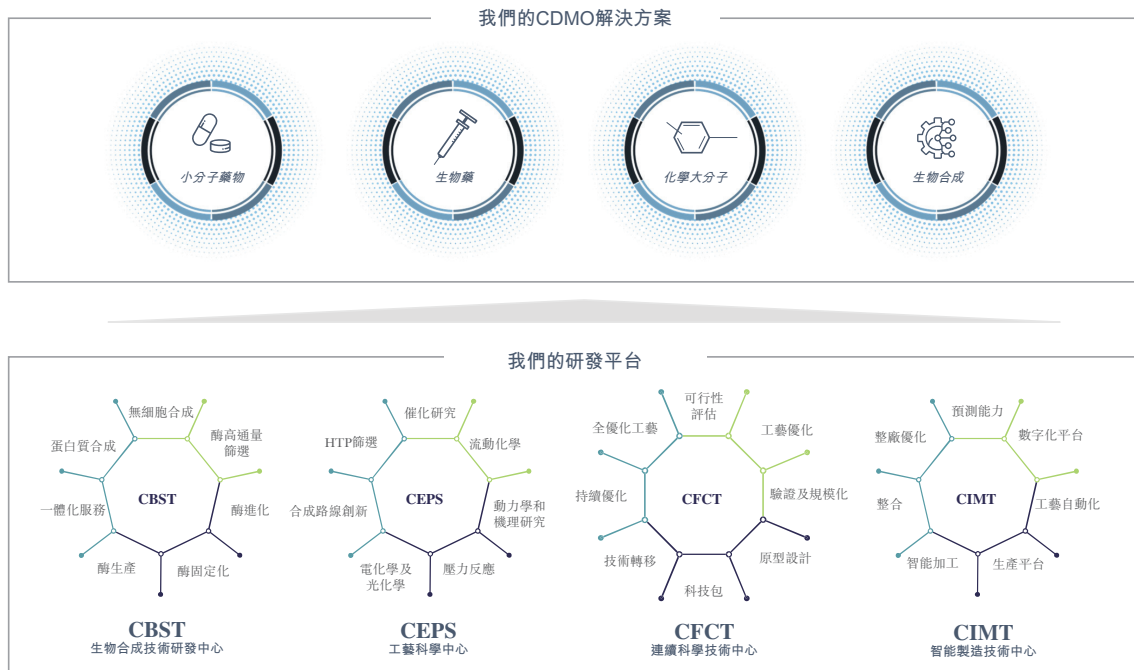 我們的CDMO解決方案
小分子藥物
生物藥
化學大分子
生物合成
我們的研發平台
無細胞合成
酶高通量
篩選
蛋白質合成
CBST
一體化服務
酶進化
酶生產
酶固定化
CBST
生物合成技術研發中心
催化研究
HTP篩選
流動化學
CEPS
合成路線創新
動力學和
機理研究
電化學及
光化學
壓力反應
CEPS
工藝科學中心
可行性
評估
全優化工藝
工藝優化
CFCT
持續優化
驗證及規模化
技術轉移
原型設計
科技包
CFCT
連續科學技術中心
預測能力
整廠優化
數字化平台
CIMT
整合
工藝自動化
智能加工
生產平台
CIMT
智能製造技術中心